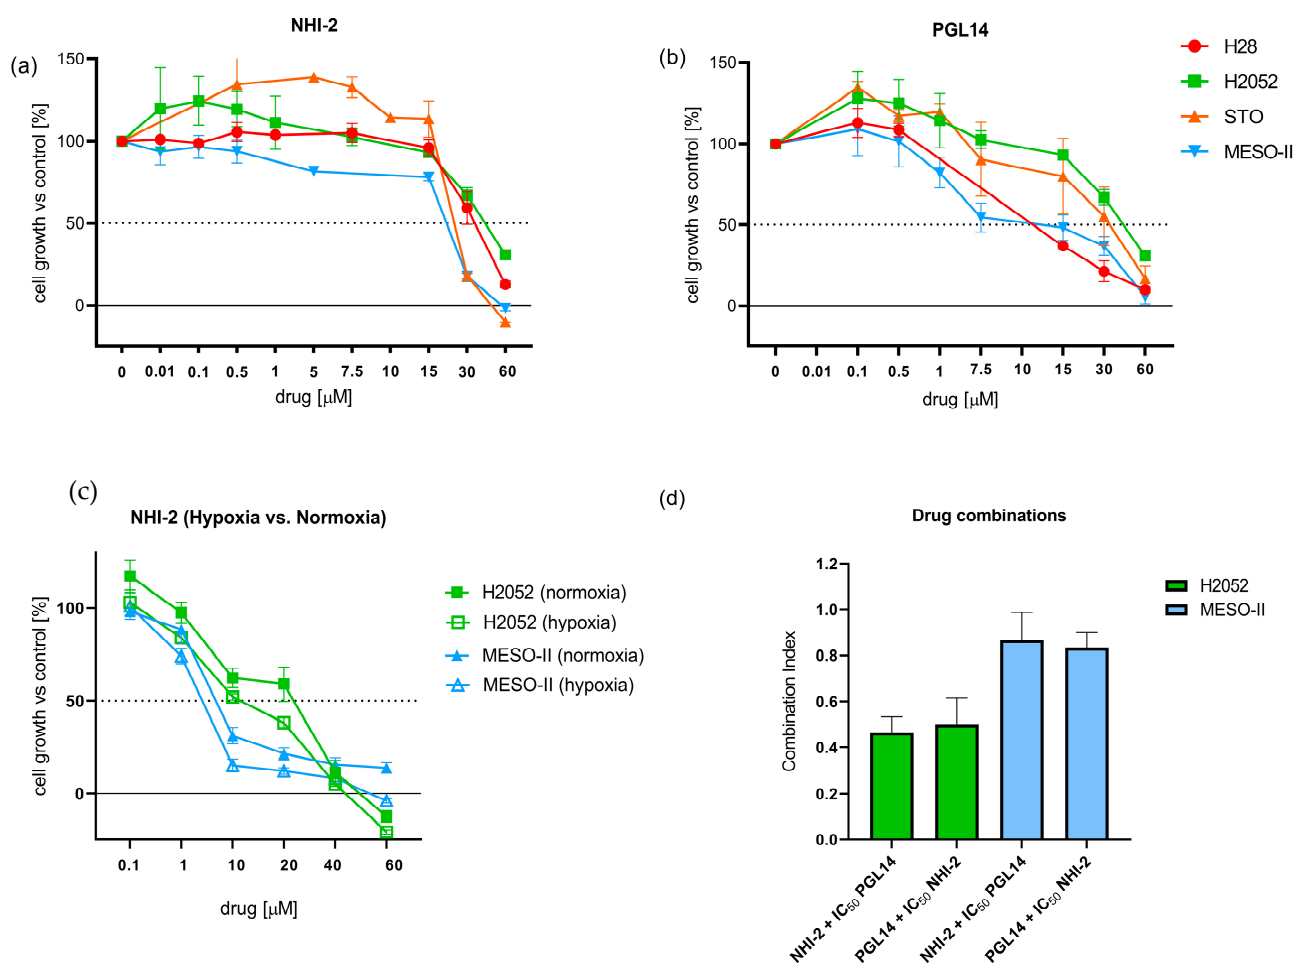 (a)
NHI-2
cell growth vs control [%]
150
100
50
0
0 0.01 0.1 0.5 1 5 7.5 10 15 30 60
drug [μM]
(b)
PGL14
cell growth vs control [%]
150
100
50
0
0 0.01 0.1 0.5 1 7.5 10 15 30 60
drug [μM]
H28
H2052
STO
MESO-II
(c)
NHI-2 (Hypoxia vs. Normoxia)
cell growth vs control [%]
100
50
0
0.1 1 10 20 40 60
drug [μM]
H2052 (normoxia)
H2052 (hypoxia)
MESO-II (normoxia)
MESO-II (hypoxia)
(d)
Drug combinations
Combination Index
1.2
1.0
0.8
0.6
0.4
0.2
0.0
NHI-2 + IC50 PGL14
PGL14 + IC50 NHI-2
NHI-2 + IC50 PGL14
PGL14 + IC50 NHI-2
H2052
MESO-II